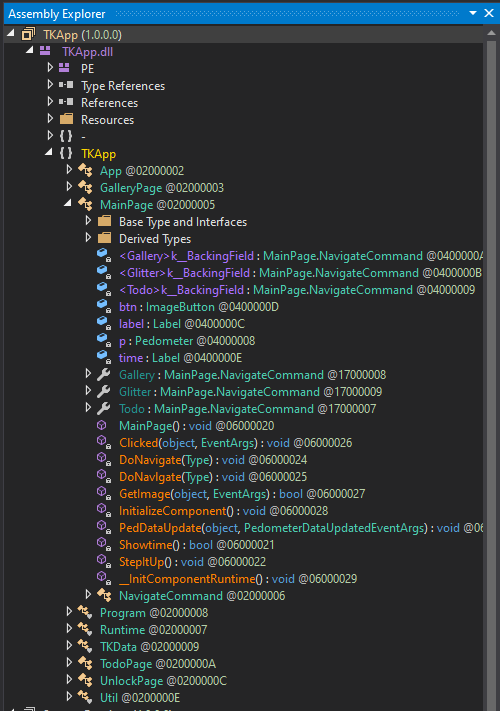 Assembly Explorer
TKApp (1.0.0.0)
TKApp.dll
PE
Type References
References
Resources
{ } -
{ } TKApp
App @02000002
GalleryPage @02000003
MainPage @02000005
Base Type and Interfaces
Derived Types
<Gallery>k__BackingField : MainPage.NavigateCommand @0400000A
<Glitter>k__BackingField : MainPage.NavigateCommand @0400000B
<Todo>k__BackingField : MainPage.NavigateCommand @04000009
btn : ImageButton @0400000D
label : Label @0400000C
p : Pedometer @04000008
time : Label @0400000E
Gallery : MainPage.NavigateCommand @17000008
Glitter : MainPage.NavigateCommand @17000009
Todo : MainPage.NavigateCommand @17000007
MainPage() : void @06000020
Clicked(object, EventArgs) : void @06000026
DoNavigate(Type) : void @06000024
DoNavIgate(Type) : void @06000025
GetImage(object, EventArgs) : bool @06000027
InitializeComponent() : void @06000028
PedDataUpdate(object, PedometerDataUpdatedEventArgs) : void @06
Showtime() : bool @06000021
StepItUp() : void @06000022
__InitComponentRuntime() : void @06000029
NavigateCommand @02000006
Program @02000008
Runtime @02000007
TKData @02000009
TodoPage @0200000A
UnlockPage @0200000C
Util @0200000E